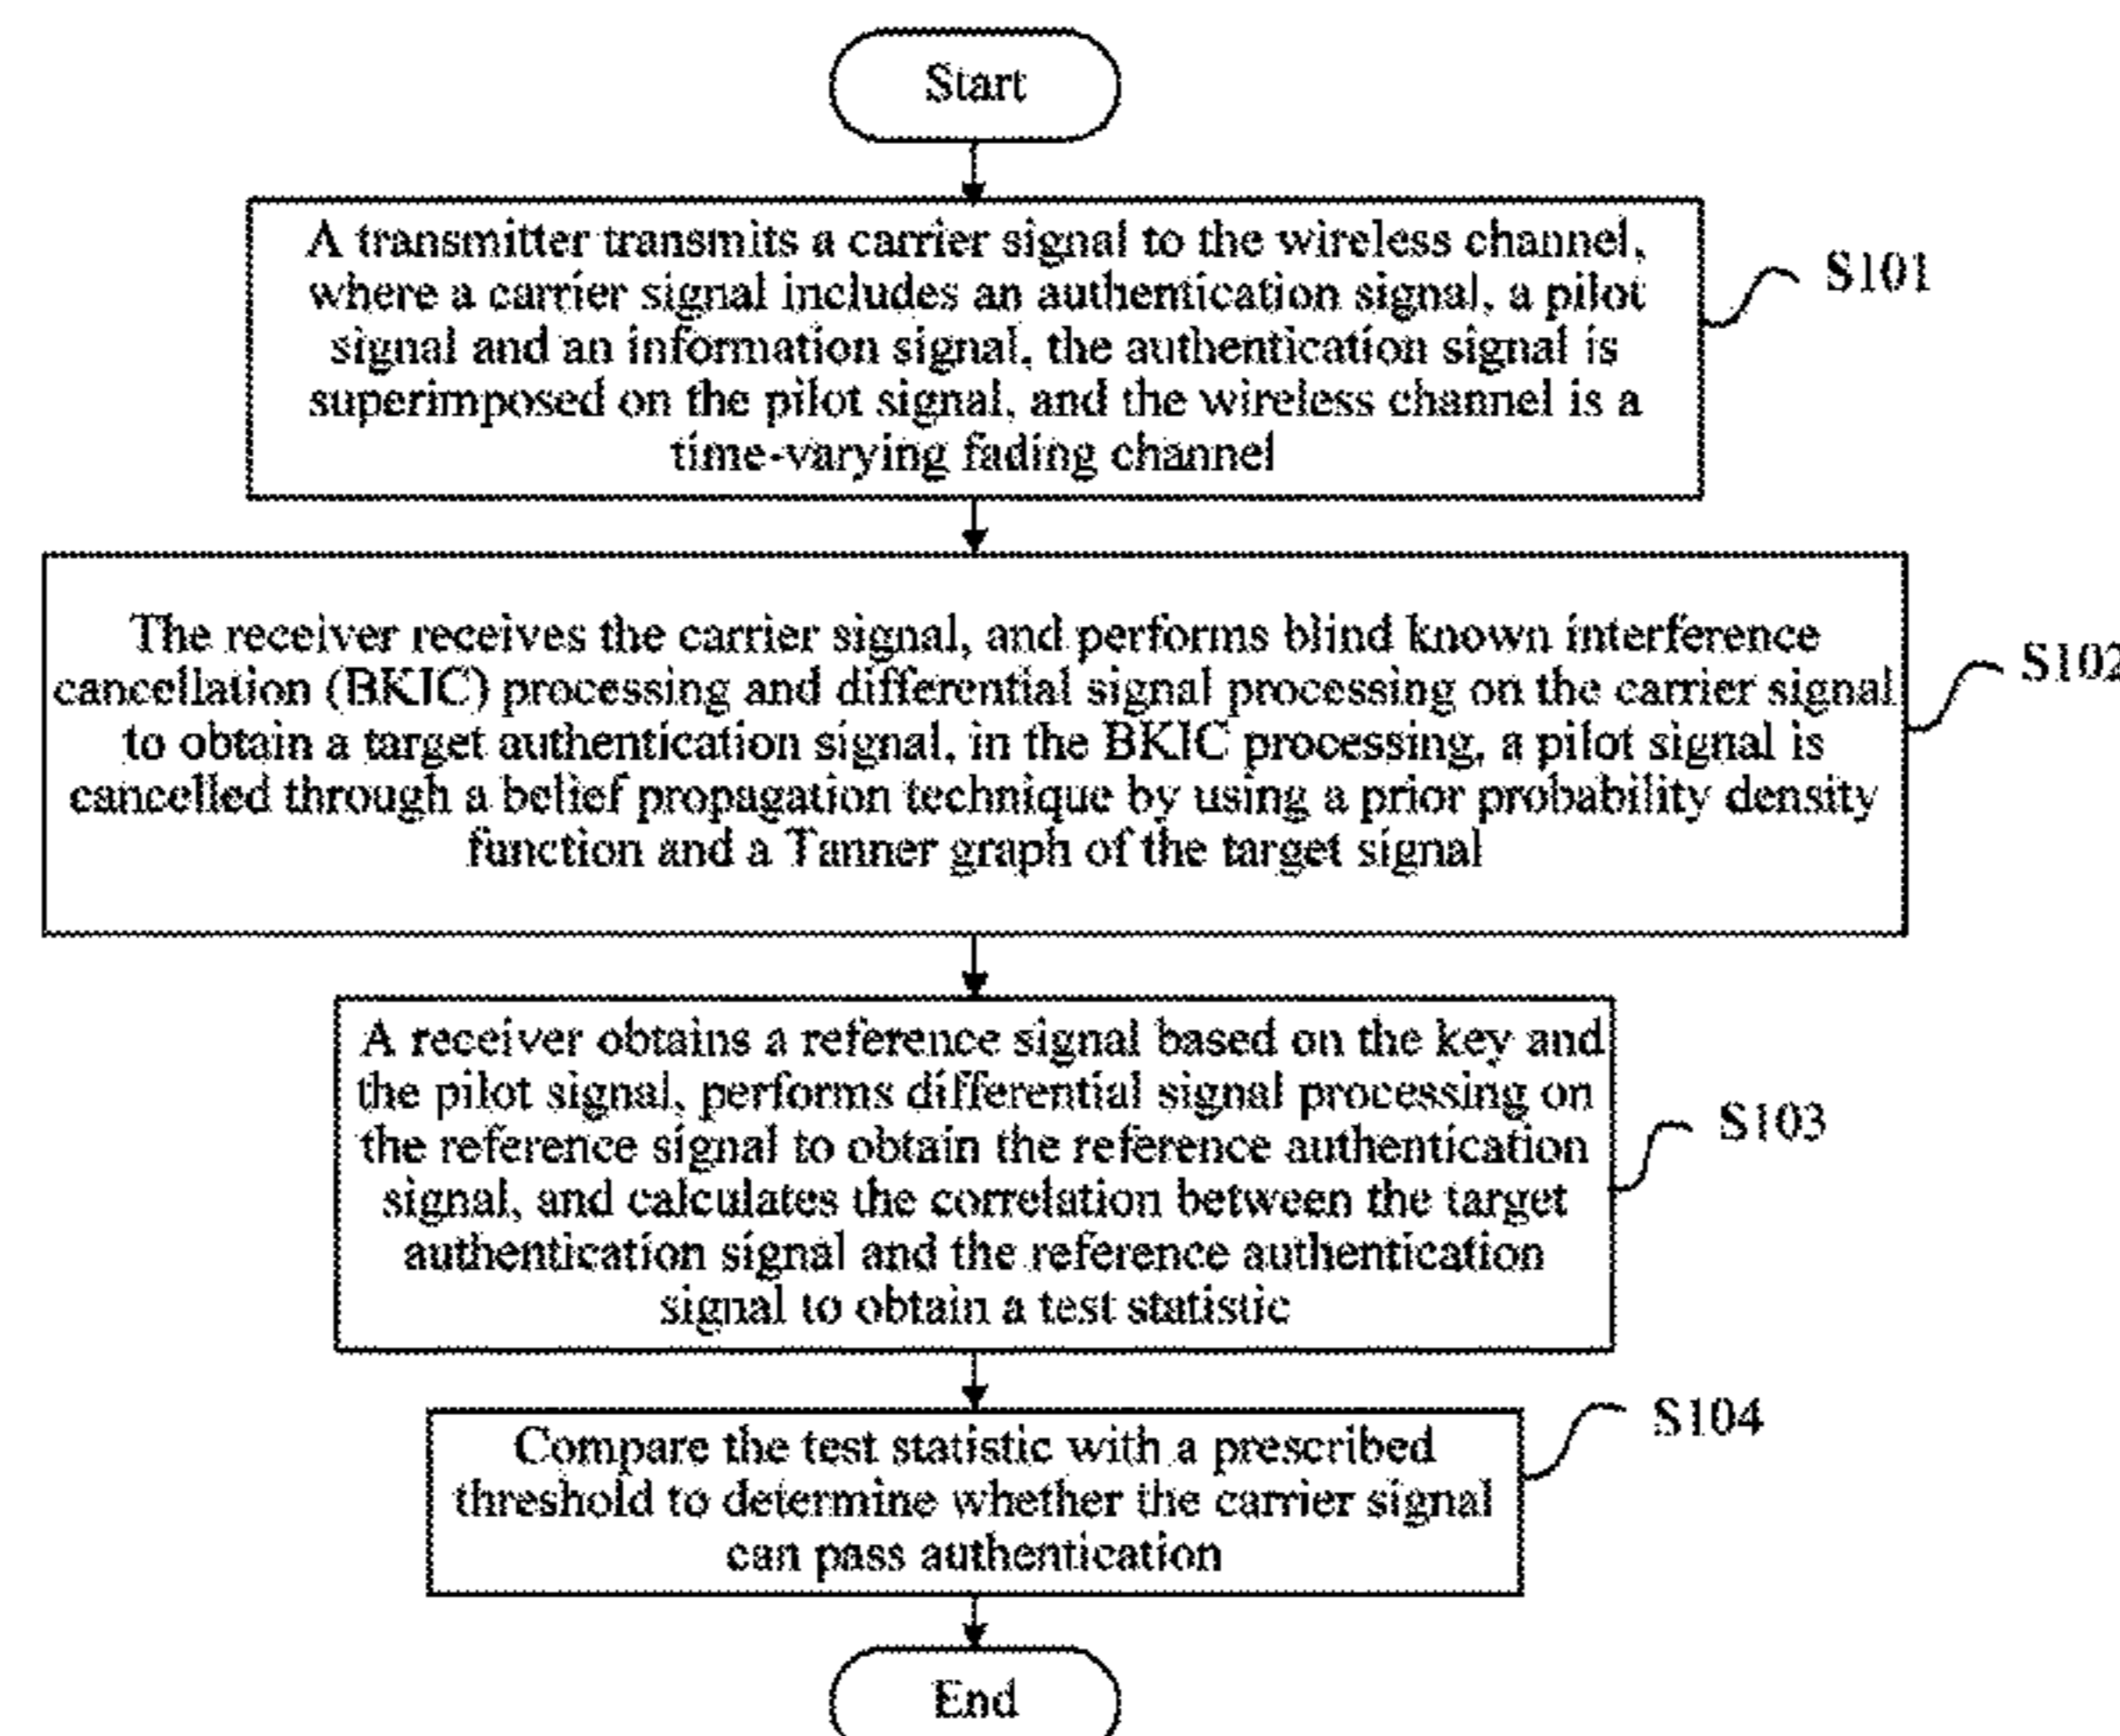 Start
A transmitter transmits a carrier signal to the wireless channel,
where a carrier signal includes an authentication signal, a pilot
signal and an information signal, the authentication signal is
superimposed on the pilot signal, and the wireless channel is a
time-varying fading channel
S101
The receiver receives the carrier signal, and performs blind known interference
cancellation (BKIC) processing and differential signal processing on the carrier signal
to obtain a target authentication signal, in the BKIC processing, a pilot signal is
cancelled through a belief propagation technique by using a prior probability density
function and a Tanner graph of the target signal
S102
A receiver obtains a reference signal based on the key and
the pilot signal, performs differential signal processing on
the reference signal to obtain the reference authentication
signal, and calculates the correlation between the target
authentication signal and the reference authentication
signal to obtain a test statistic
S103
Compare the test statistic with a prescribed
threshold to determine whether the carrier signal
can pass authentication
S104
End